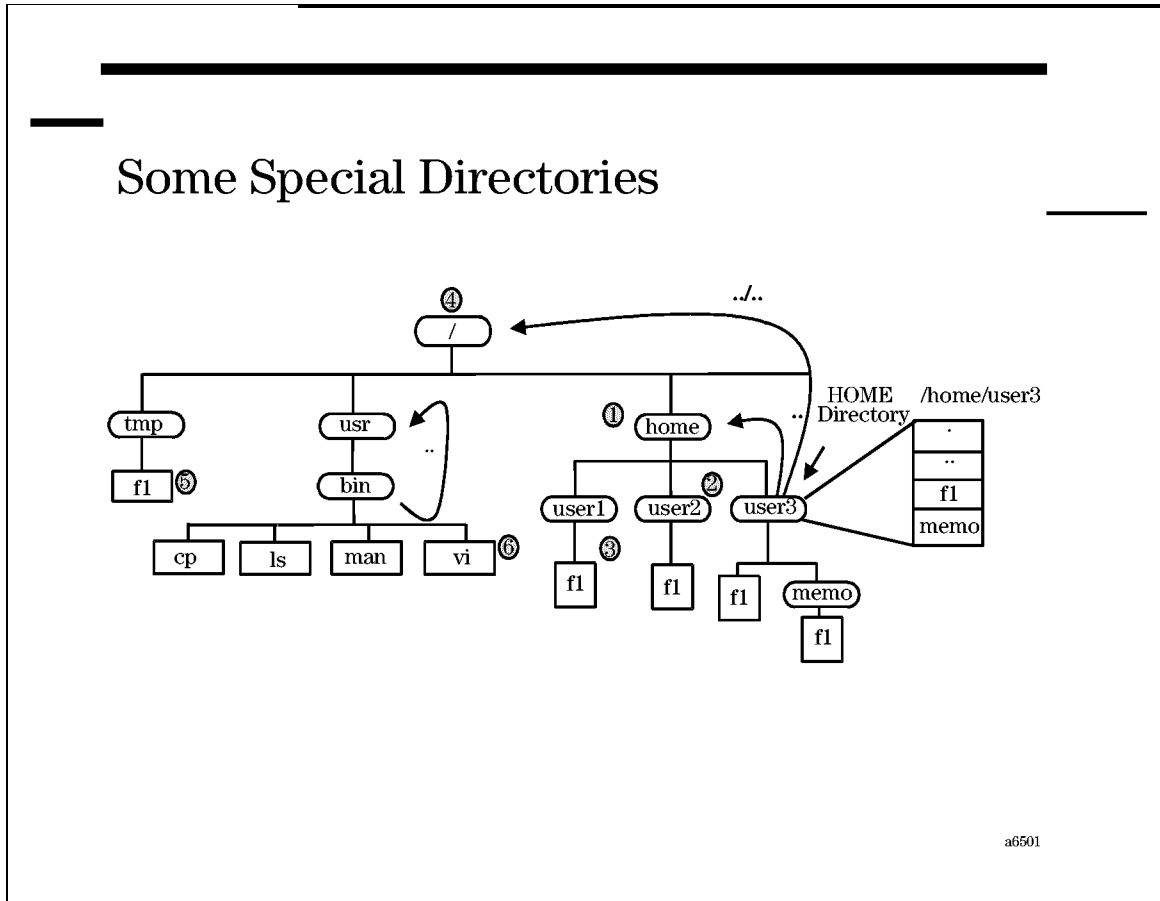 Some Special Directories
④
../..
/
HOME Directory
/home/user3
①
..
tmp
usr
home
.
..
..
f1
⑤
bin
②
f1
user1
user2
user3
memo
cp
ls
man
vi
⑥
③
f1
f1
f1
memo
f1
a6501